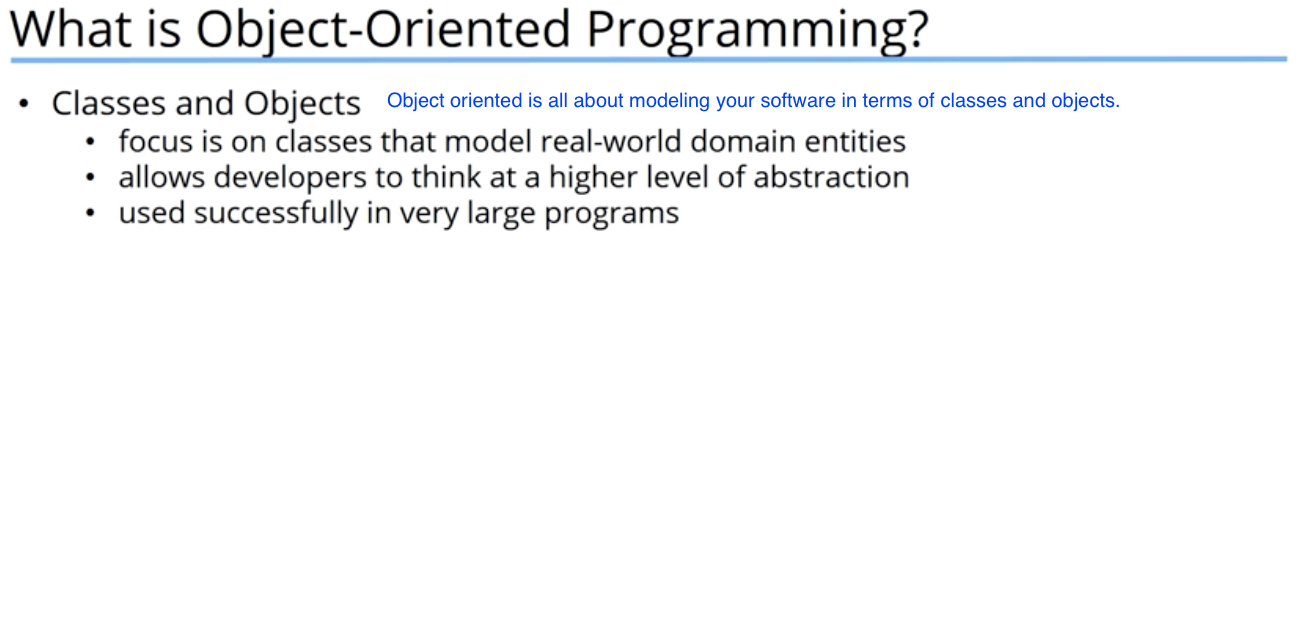 What is Object-Oriented Programming?
• Classes and Objects Object oriented is all about modeling your software in terms of classes and objects.
• focus is on classes that model real-world domain entities
• allows developers to think at a higher level of abstraction
• used successfully in very large programs